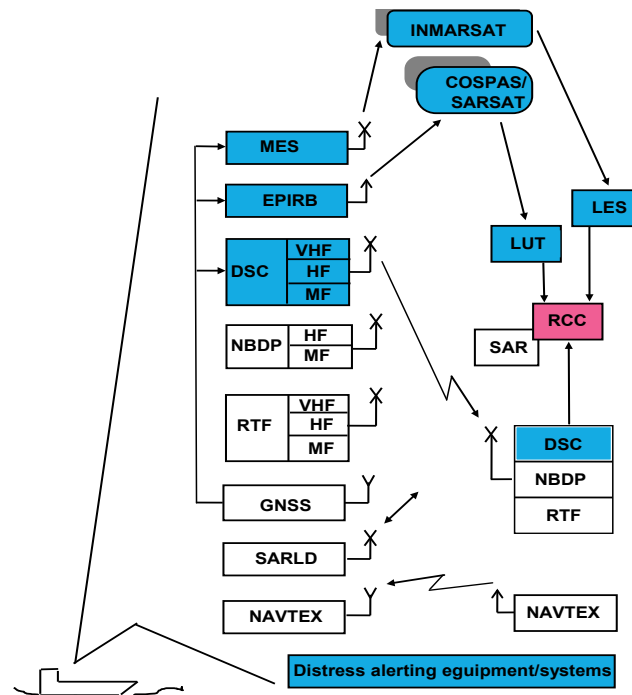 INMARSAT
COSPAS/
SARSAT
MES
EPIRB
LES
LUT
DSC
VHF
HF
MF
RCC
SAR
NBDP
HF
MF
RTF
VHF
HF
MF
DSC
NBDP
RTF
GNSS
SARLD
NAVTEX
NAVTEX
Distress alerting eguipment/systems